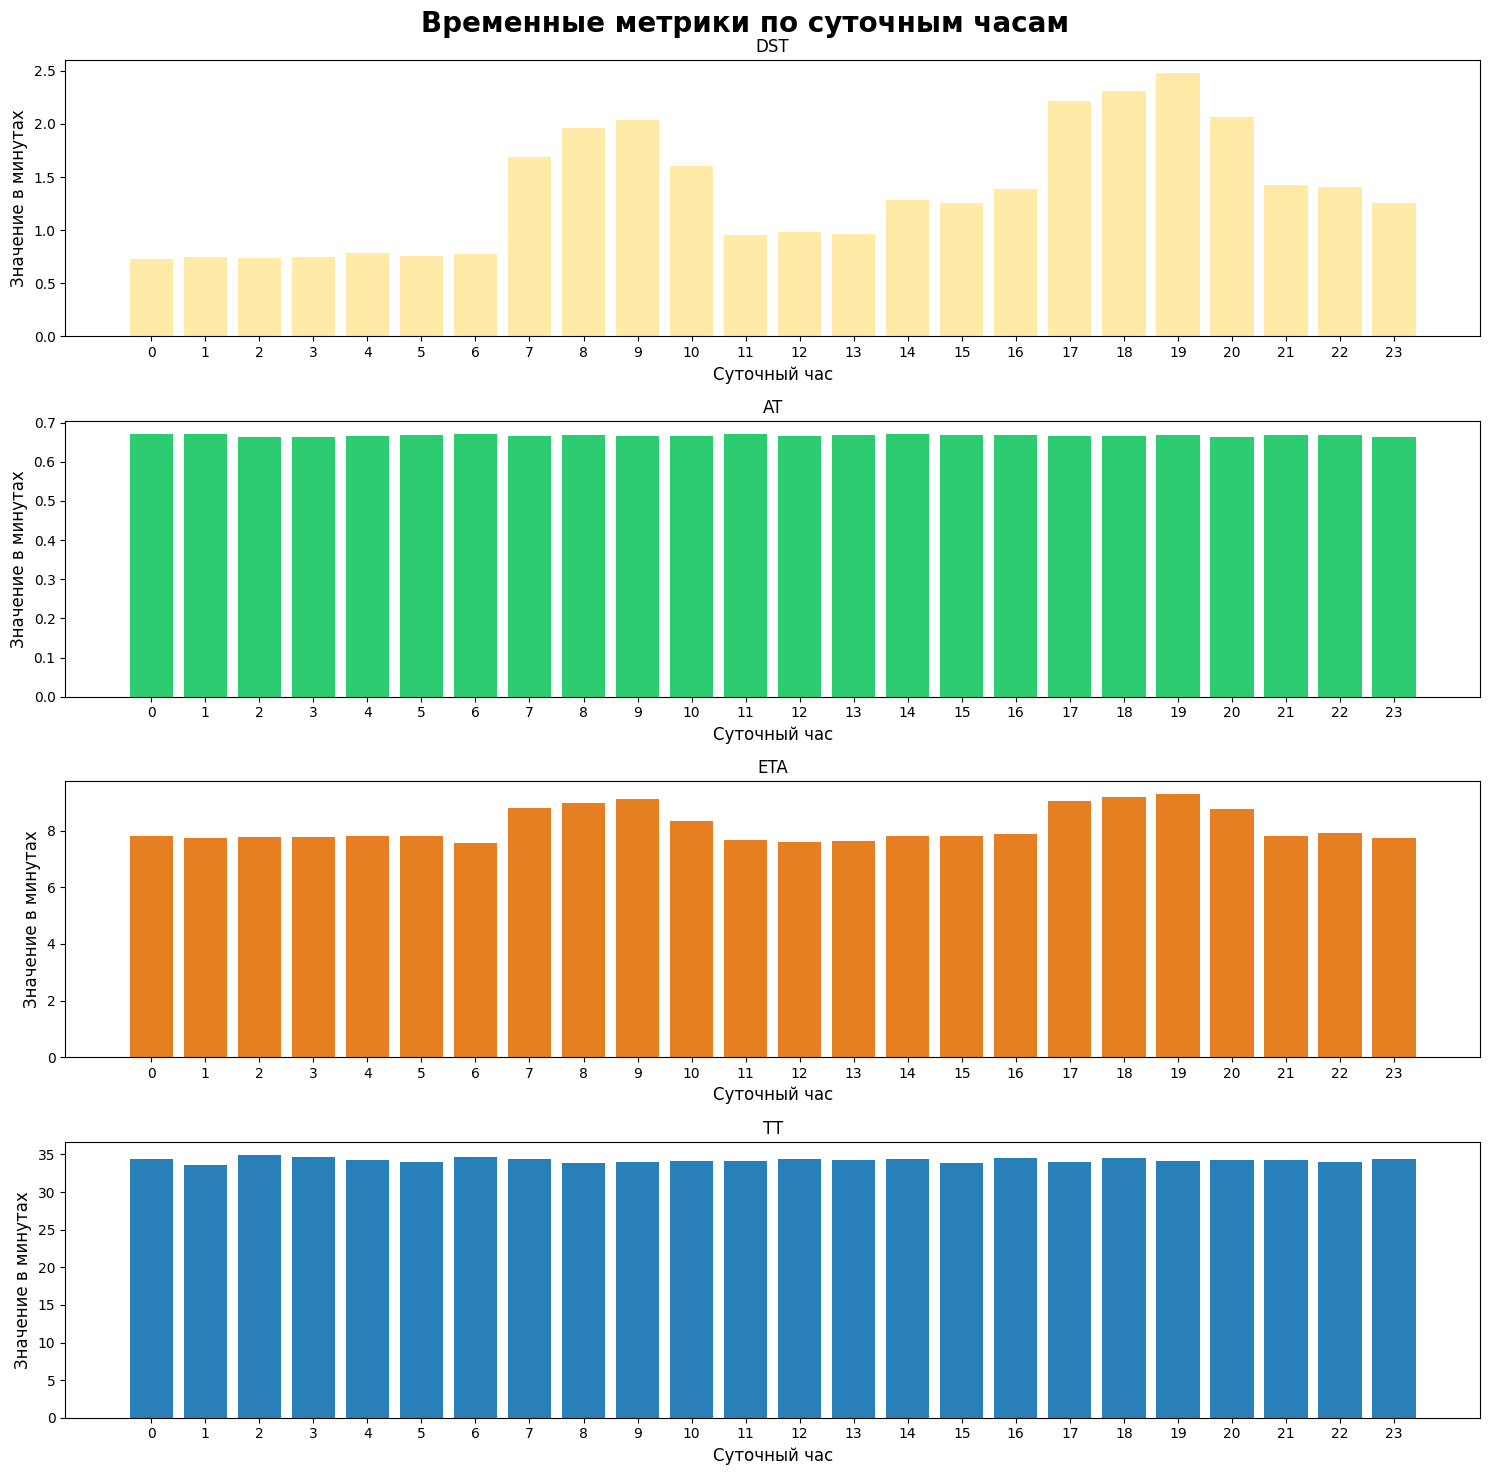 Временные метрики по суточным часам
DST
Значение в минутах
2.5
2.0
1.5
1.0
0.5
0.0
0 1 2 3 4 5 6 7 8 9 10 11 12 13 14 15 16 17 18 19 20 21 22 23
Суточный час
AT
Значение в минутах
0.7
0.6
0.5
0.4
0.3
0.2
0.1
0.0
0 1 2 3 4 5 6 7 8 9 10 11 12 13 14 15 16 17 18 19 20 21 22 23
Суточный час
ETA
Значение в минутах
8
6
4
2
0
0 1 2 3 4 5 6 7 8 9 10 11 12 13 14 15 16 17 18 19 20 21 22 23
Суточный час
TT
Значение в минутах
35
30
25
20
15
10
5
0
0 1 2 3 4 5 6 7 8 9 10 11 12 13 14 15 16 17 18 19 20 21 22 23
Суточный час